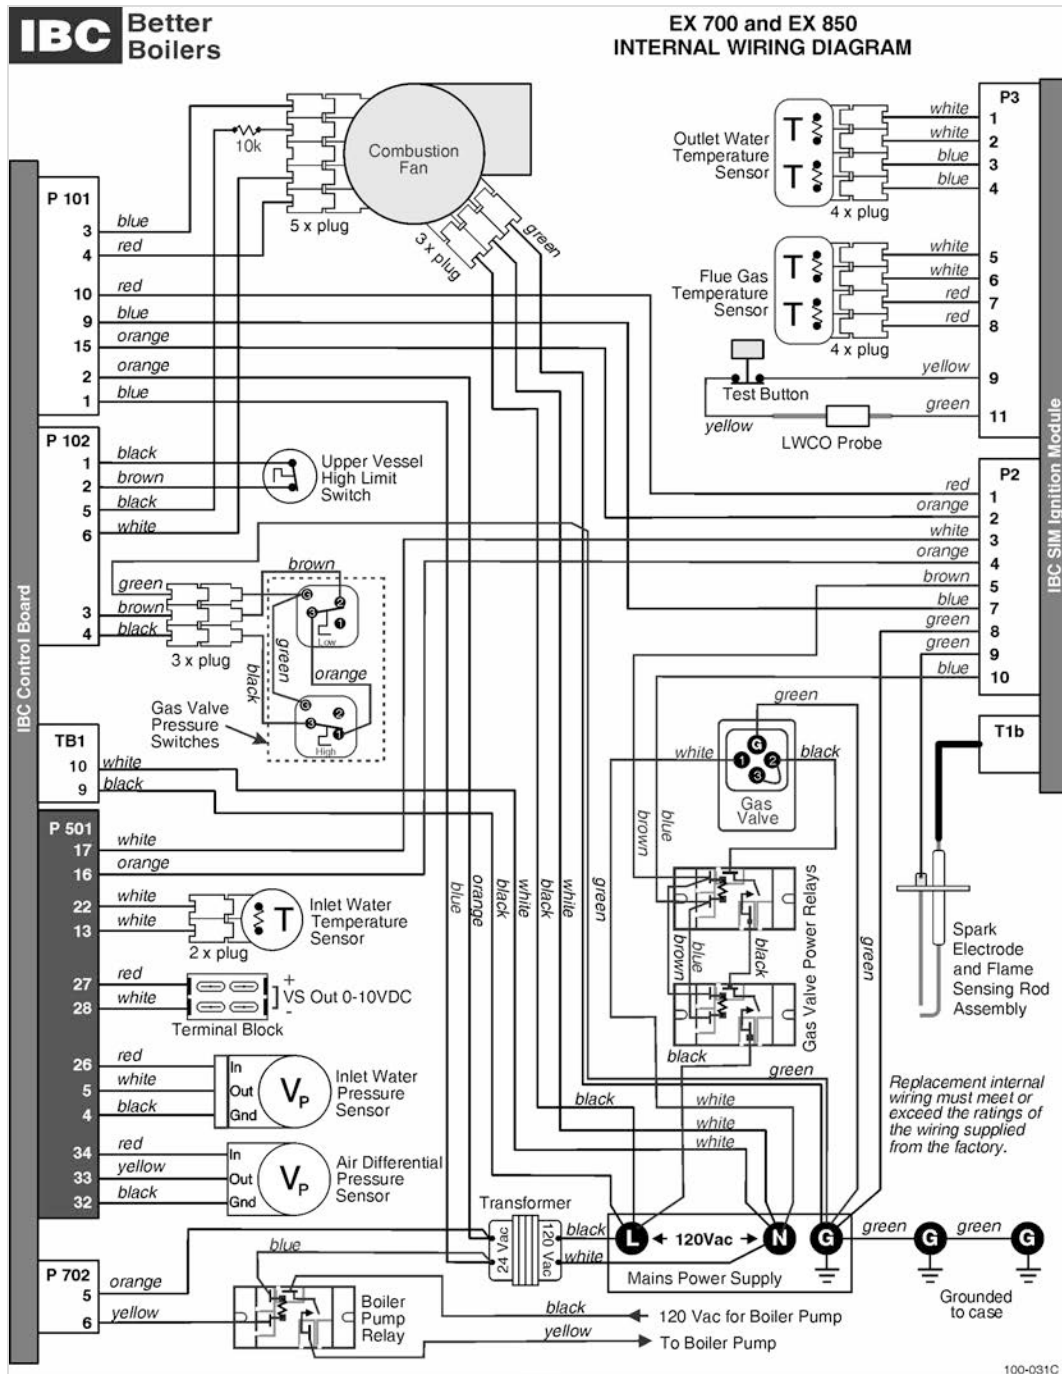 IBC Better
Boilers
EX 700 and EX 850
INTERNAL WIRING DIAGRAM
IBC Control Board
P 101
3 blue
4 red
10 red
9 blue
15 orange
2 orange
1 blue
P 102
1 black
2 brown
5 black
6 white
green
3 brown
4 black
3 x plug
TB1
10 white
9 black
P 501
17 white
16 orange
22 white
13 white
27 red
28 white
26 red
5 white
4 black
34 red
33 yellow
32 black
P 702
5 orange
6 yellow
10k
5 x plug
Combustion
Fan
3 x plug
green
Upper Vessel
High Limit
Switch
brown
G
2
3
1
Low
green
orange
black
G
2
3
1
High
Gas Valve
Pressure
Switches
Inlet Water
Temperature
Sensor
T
2 x plug
+
VS Out 0-10VDC
-
Terminal Block
In
Out
Gnd
VP
Inlet Water
Pressure
Sensor
In
Out
Gnd
VP
Air Differential
Pressure
Sensor
blue
orange
black
white
black
white
green
Transformer
24 Vac
120 Vac
black
white
blue
Boiler
Pump
Relay
black
120 Vac for Boiler Pump
yellow
To Boiler Pump
L 120Vac N G
Mains Power Supply
green
G
green
G
Grounded
to case
black
white
white
white
green
Outlet Water
Temperature
Sensor
T
T
4 x plug
Flue Gas
Temperature
Sensor
T
T
4 x plug
Test Button
yellow
LWCO Probe
IBC SIM Ignition Module
P3
white 1
white 2
blue 3
blue 4
white 5
white 6
red 7
red 8
yellow 9
green 11
P2
red 1
orange 2
white 3
orange 4
brown 5
blue 7
green 8
green 9
blue 10
T1b
green
white
black
G
1
2
3
Gas
Valve
brown
blue
brown
blue
black
black
Gas Valve Power Relays
green
Spark
Electrode
and Flame
Sensing Rod
Assembly
Replacement internal
wiring must meet or
exceed the ratings of
the wiring supplied
from the factory.
100-031C